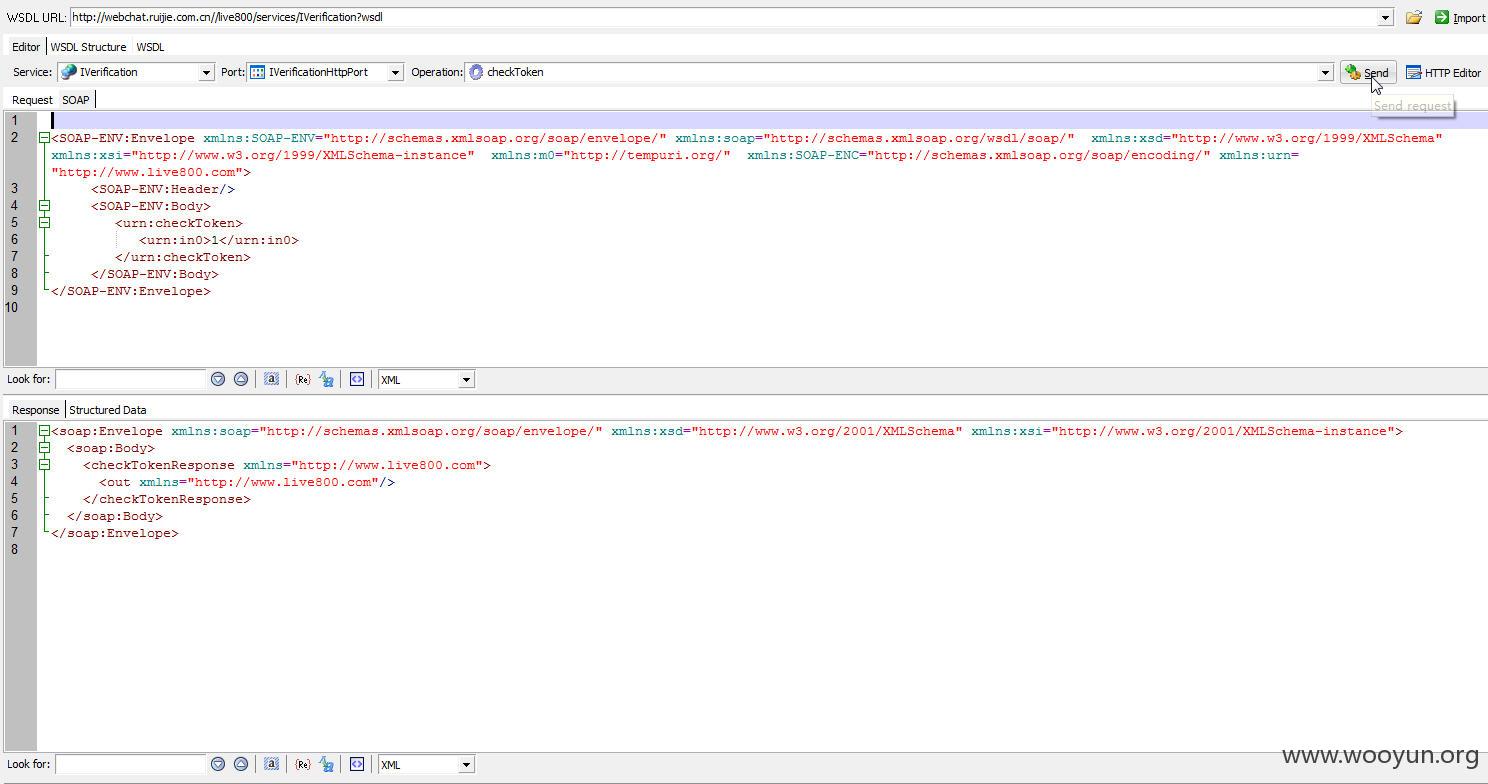 WSDL URL: http://webchat.ruijie.com.cn//live800/services/IVerification?wsdl Import
Editor WSDL Structure WSDL
Service: IVerification Port: IVerificationHttpPort Operation: checkToken Send HTTP Editor
Request SOAP
Send request
1
2 <SOAP-ENV:Envelope xmlns:SOAP-ENV="http://schemas.xmlsoap.org/soap/envelope/" xmlns:soap="http://schemas.xmlsoap.org/wsdl/soap/" xmlns:xsd="http://www.w3.org/1999/XMLSchema"
xmlns:xsi="http://www.w3.org/1999/XMLSchema-instance" xmlns:m0="http://tempuri.org/" xmlns:SOAP-ENC="http://schemas.xmlsoap.org/soap/encoding/" xmlns:urn=
"http://www.live800.com">
3 <SOAP-ENV:Header/>
4 <SOAP-ENV:Body>
5 <urn:checkToken>
6 <urn:in0>1</urn:in0>
7 </urn:checkToken>
8 </SOAP-ENV:Body>
9 </SOAP-ENV:Envelope>
10
Look for: a (Re) XML
Response Structured Data
1 <soap:Envelope xmlns:soap="http://schemas.xmlsoap.org/soap/envelope/" xmlns:xsd="http://www.w3.org/2001/XMLSchema" xmlns:xsi="http://www.w3.org/2001/XMLSchema-instance">
2 <soap:Body>
3 <checkTokenResponse xmlns="http://www.live800.com">
4 <out xmlns="http://www.live800.com"/>
5 </checkTokenResponse>
6 </soap:Body>
7 </soap:Envelope>
8
www.wooyun.org
Look for: a (Re) XML